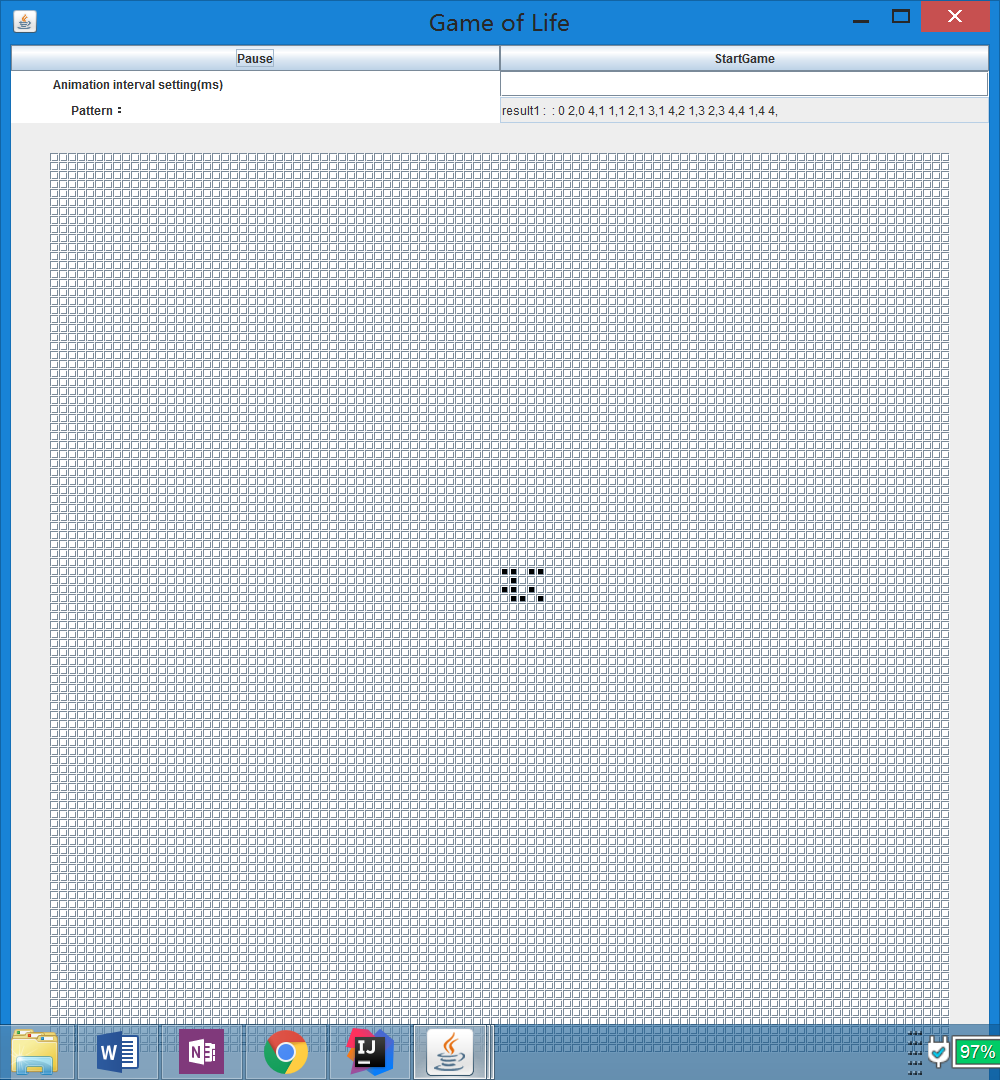 Game of Life
Pause
StartGame
Animation interval setting(ms)
Pattern：
result1 :  : 0 2,0 4,1 1,1 2,1 3,1 4,2 1,3 2,3 4,4 1,4 4,
W
N
IJ
97%